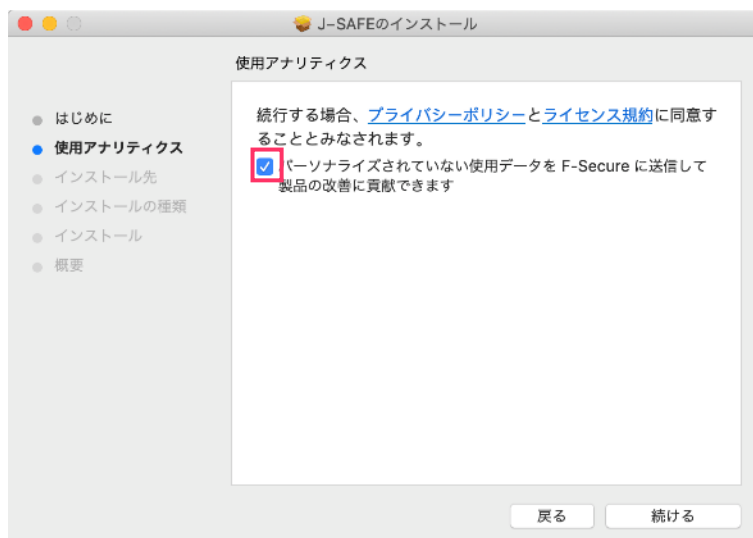 J-SAFEのインストール
使用アナリティクス
はじめに
使用アナリティクス
インストール先
インストールの種類
インストール
概要
続行する場合、プライバシーポリシーとライセンス規約に同意す
ることとみなされます。
パーソナライズされていない使用データを F-Secure に送信して
製品の改善に貢献できます
戻る
続ける